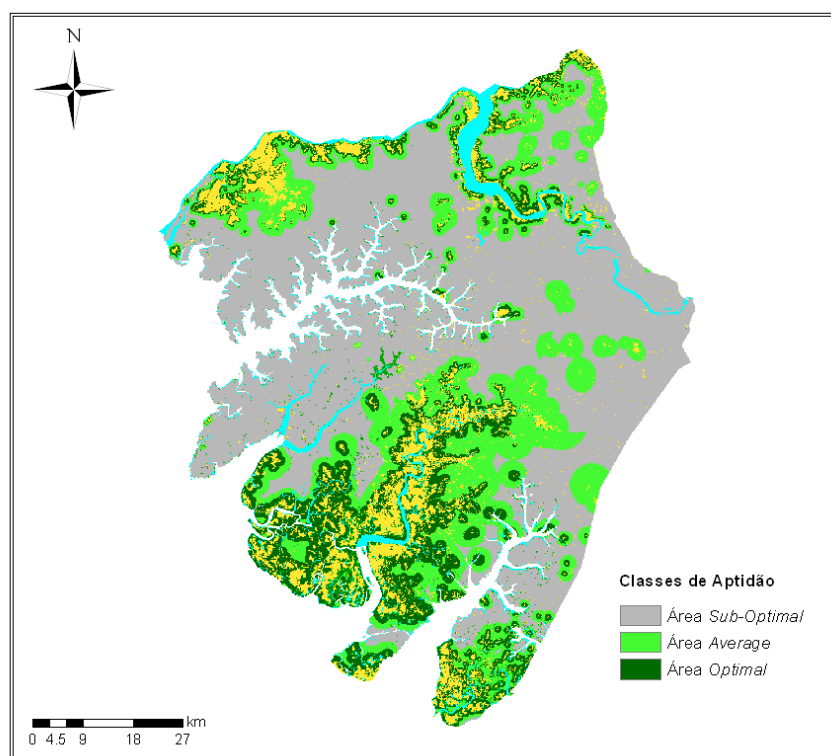 N
Classes de Aptidão
Área Sub-Optimal
Área Average
Área Optimal
km
0 4.5 9 18 27